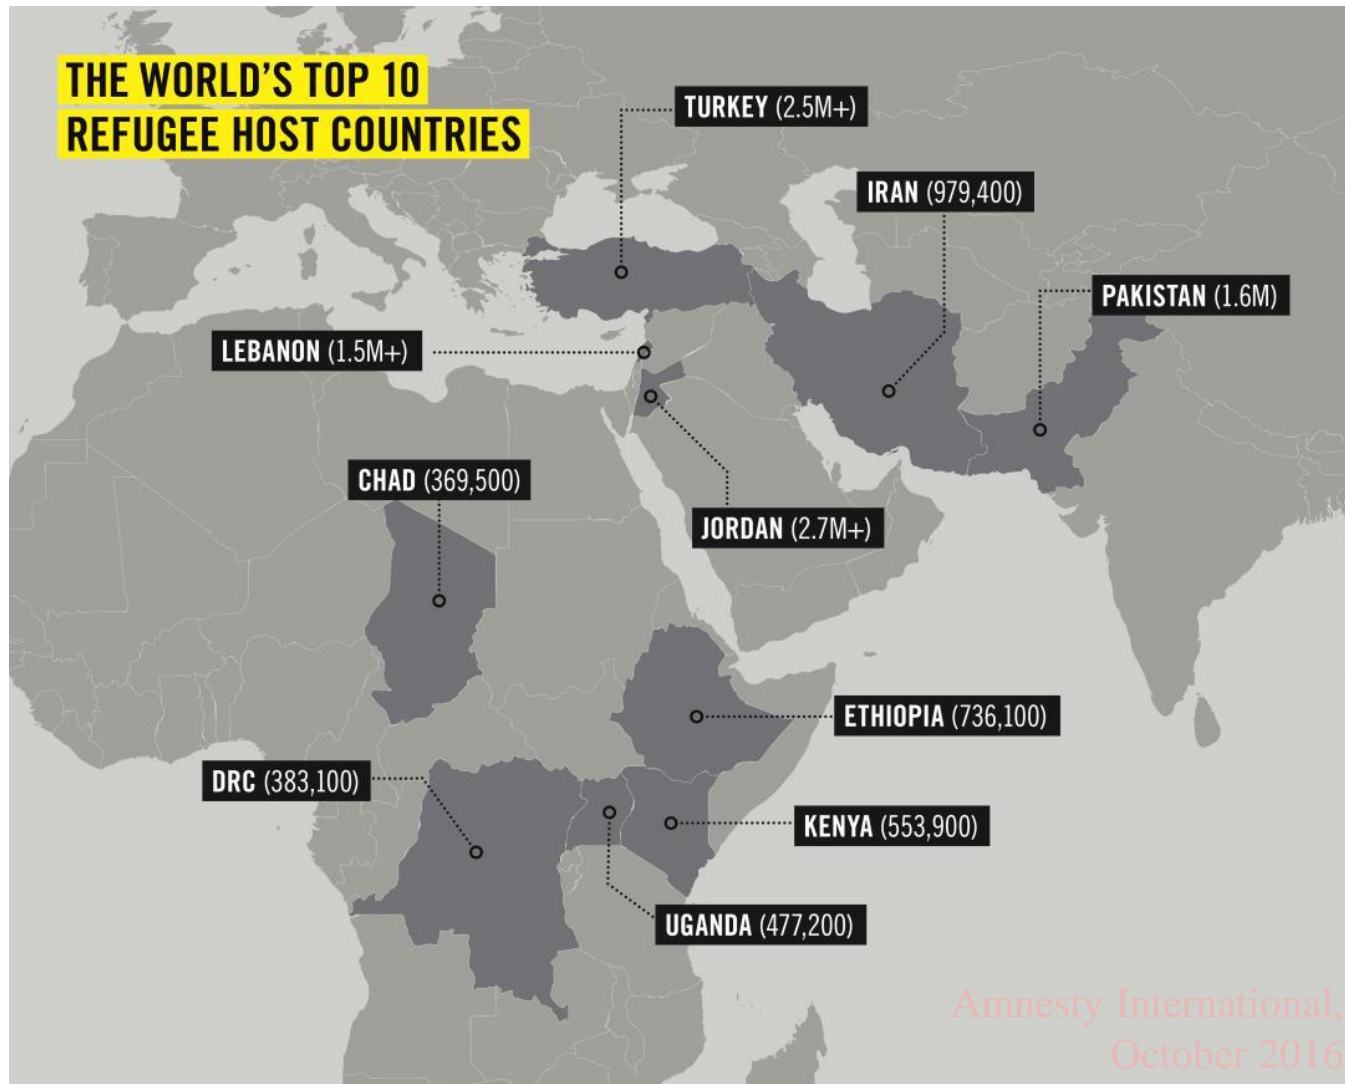 THE WORLD'S TOP 10
REFUGEE HOST COUNTRIES
TURKEY (2.5M+)
IRAN (979,400)
PAKISTAN (1.6M)
LEBANON (1.5M+)
CHAD (369,500)
JORDAN (2.7M+)
ETHIOPIA (736,100)
DRC (383,100)
KENYA (553,900)
UGANDA (477,200)
Amnesty International,
October 2016